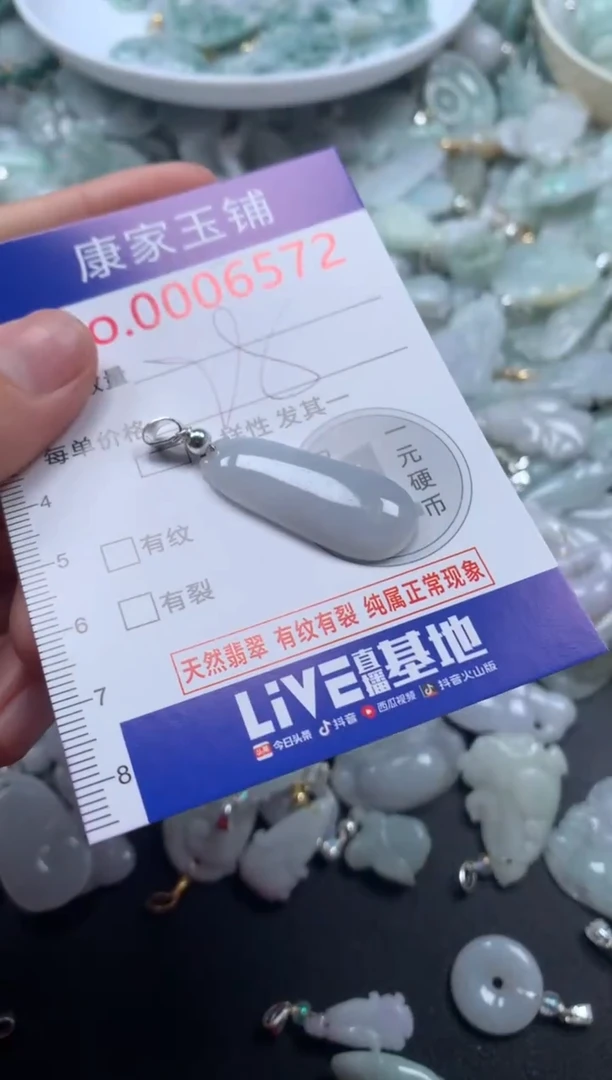 康家玉铺
o.0006572
数量
每单价格 样性 发其一
一元硬币
4
5
6
7
8
有纹
有裂
天然翡翠 有纹有裂 纯属正常现象
LIVE直播基地
今日头条 抖音 西瓜视频 抖音火山版